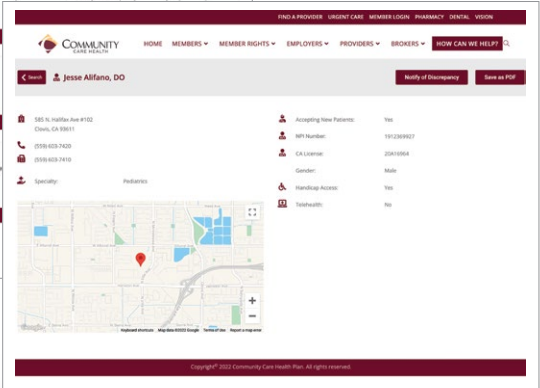 FIND A PROVIDER URGENT CARE MEMBER LOGIN PHARMACY DENTAL VISION
COMMUNITY
CARE HEALTH
HOME MEMBERS MEMBER RIGHTS EMPLOYERS PROVIDERS BROKERS HOW CAN WE HELP?
Search
Jesse Alifano, DO
Notify of Discrepancy
Save as PDF
585 N. Halifax Ave #102
Clovis, CA 93611
(559) 603-7420
(559) 603-7410
Specialty: Pediatrics
Accepting New Patients: Yes
NPI Number: 1912369927
CA License: 20A16964
Gender: Male
Handicap Access: Yes
Telehealth: No
Google
Keyboard shortcuts Map data ©2022 Google Terms of Use Report a map error
Copyright© 2022 Community Care Health Plan. All rights reserved.